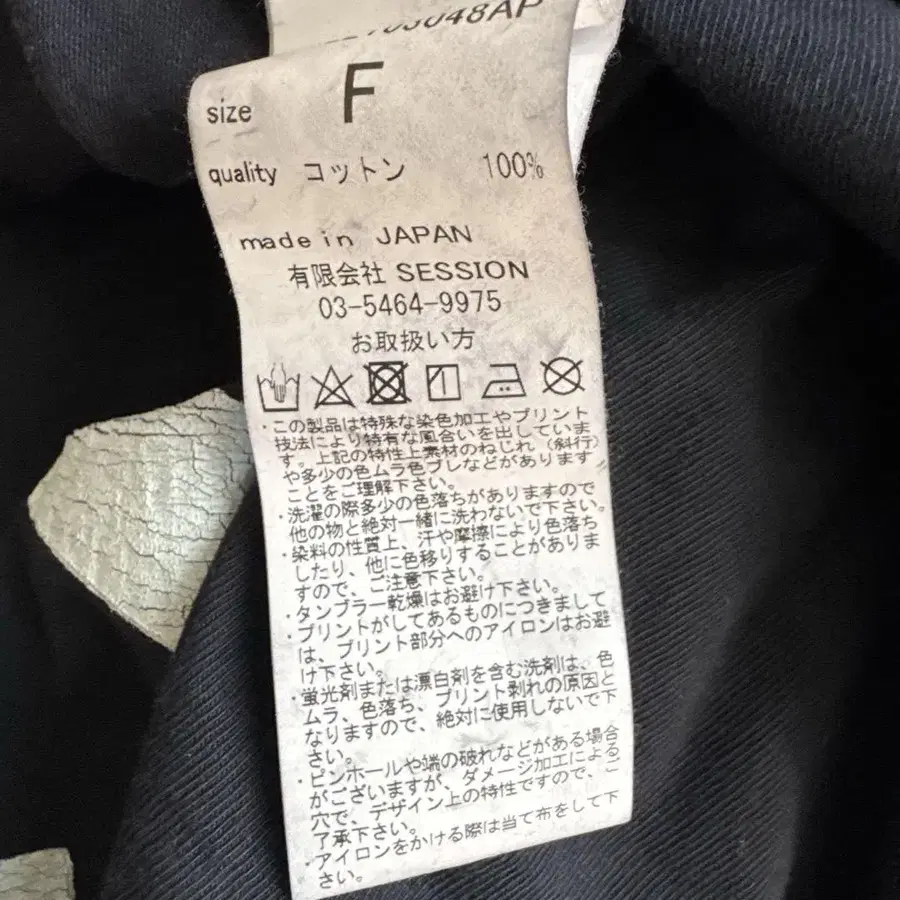 103048AP
size F
quality コットン 100%
made in JAPAN
有限会社 SESSION
03-5464-9975
お取扱い方
・この製品は特殊な染色加工やプリント
技法により特有な風合いを出していま
す。上記の特性上素材のねじれ（斜行）
や多少の色ムラ色ブレなどがあります
ことをご理解下さい。
・洗濯の際多少の色落ちがありますので
他の物と絶対一緒に洗わないで下さい。
・染料の性質上、汗や摩擦により色落ち
したり、他に色移りすることがありま
すので、ご注意下さい。
・タンブラー乾燥はお避け下さい。
・プリントがしてあるものにつきまして
は、プリント部分へのアイロンはお避
け下さい。
・蛍光剤または漂白剤を含む洗剤は、色
ムラ、色落ち、プリント剥れの原因と
なりますので、絶対に使用しないで下
さい。
・ピンホールや端の破れなどがある場合
がございますが、ダメージ加工による
穴で、デザイン上の特性ですので、ご
了承下さい。
・アイロンをかける際は当て布をして下
さい。